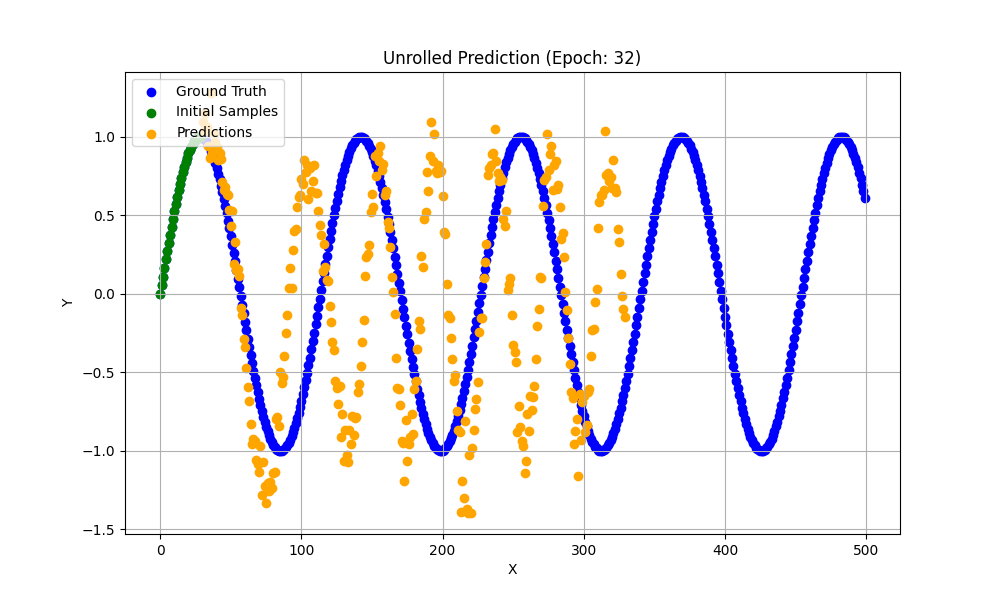 Unrolled Prediction (Epoch: 32)
Ground Truth
Initial Samples
Predictions
1.0
0.5
0.0
−0.5
−1.0
−1.5
Y
0 100 200 300 400 500
X